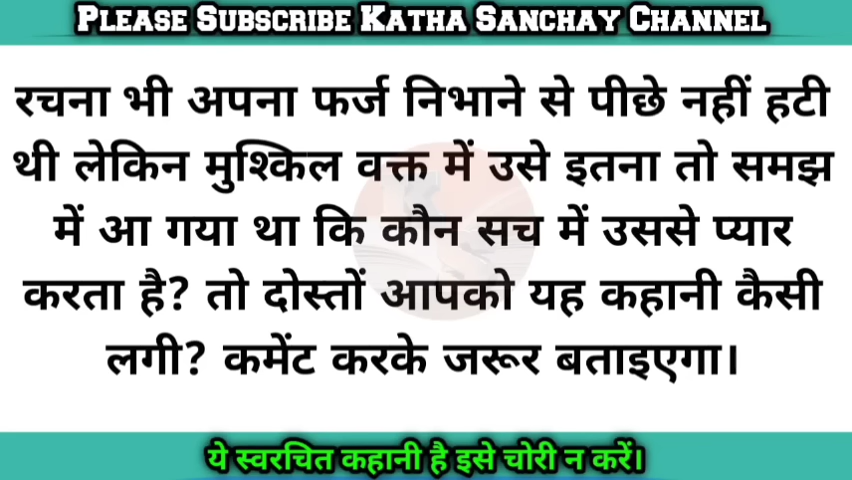 PLEASE SUBSCRIBE KATHA SANCHAY CHANNEL
रचना भी अपना फर्ज निभाने से पीछे नहीं हटी
थी लेकिन मुश्किल वक्त में उसे इतना तो समझ
में आ गया था कि कौन सच में उससे प्यार
करता है? तो दोस्तों आपको यह कहानी कैसी
लगी? कमेंट करके जरूर बताइएगा।
ये स्वरचित कहानी है इसे चोरी न करें।